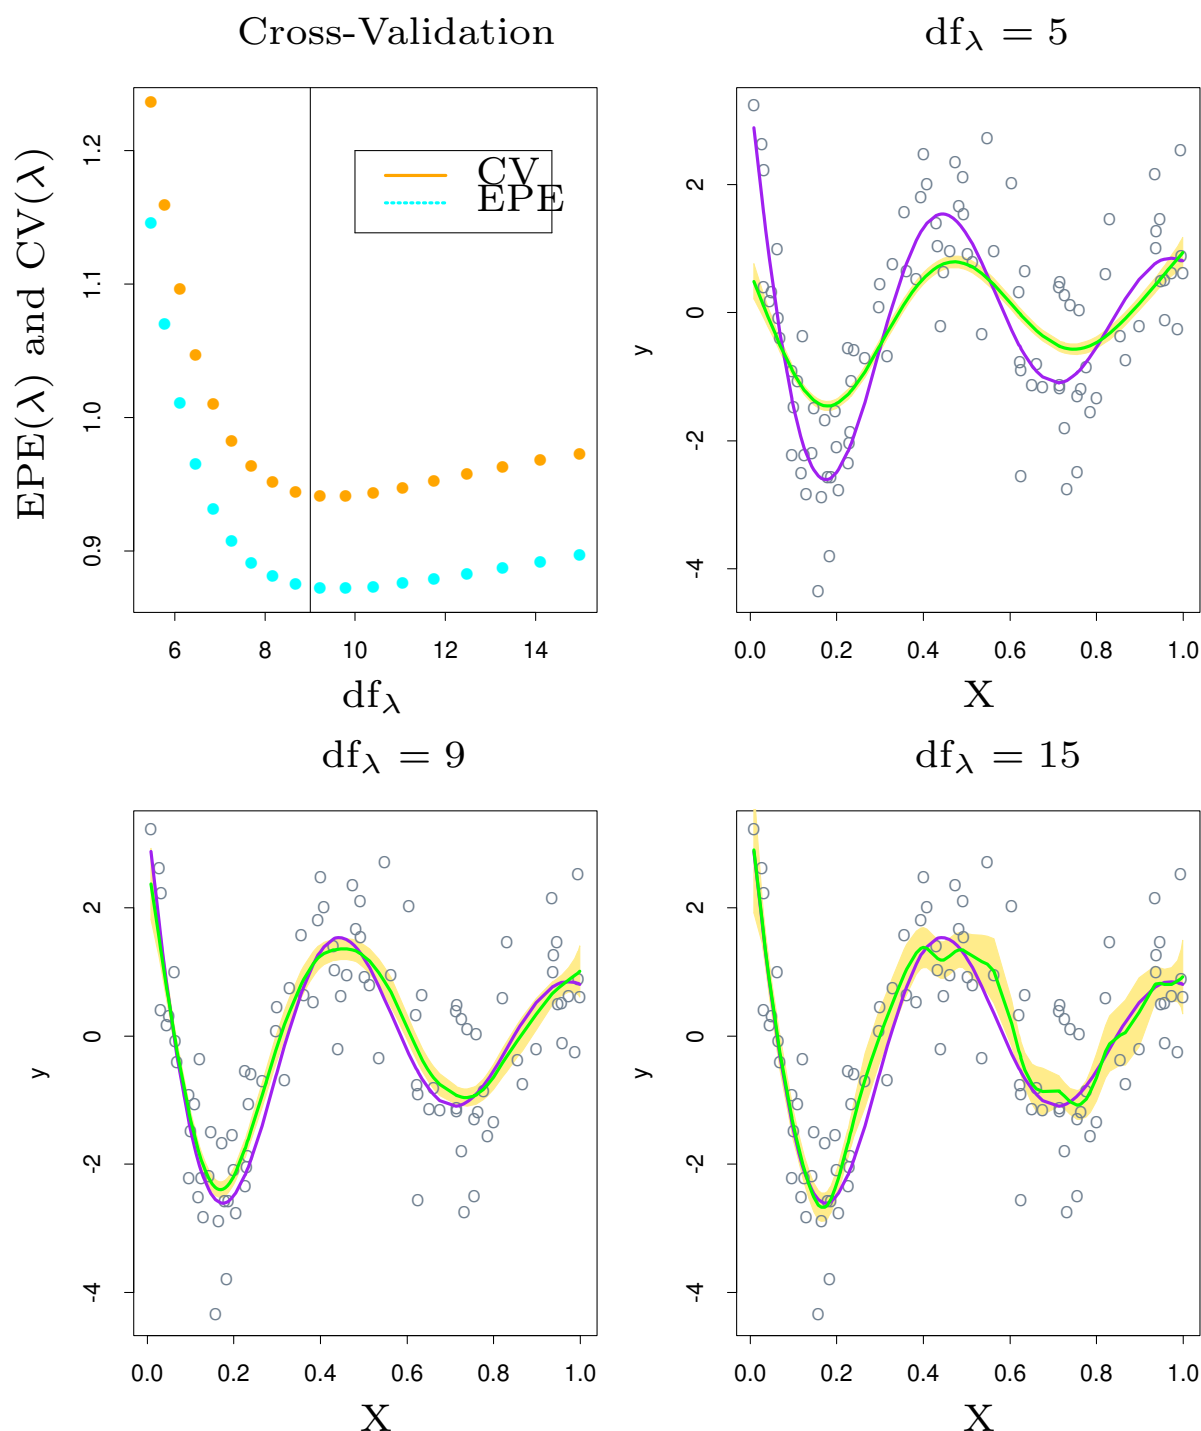 Cross-Validation
EPE(λ) and CV(λ)
1.2
1.1
1.0
0.9
CV
EPE
6 8 10 12 14
df_λ
df_λ = 5
y
2
0
-2
-4
0.0 0.2 0.4 0.6 0.8 1.0
X
df_λ = 9
y
2
0
-2
-4
0.0 0.2 0.4 0.6 0.8 1.0
X
df_λ = 15
y
2
0
-2
-4
0.0 0.2 0.4 0.6 0.8 1.0
X